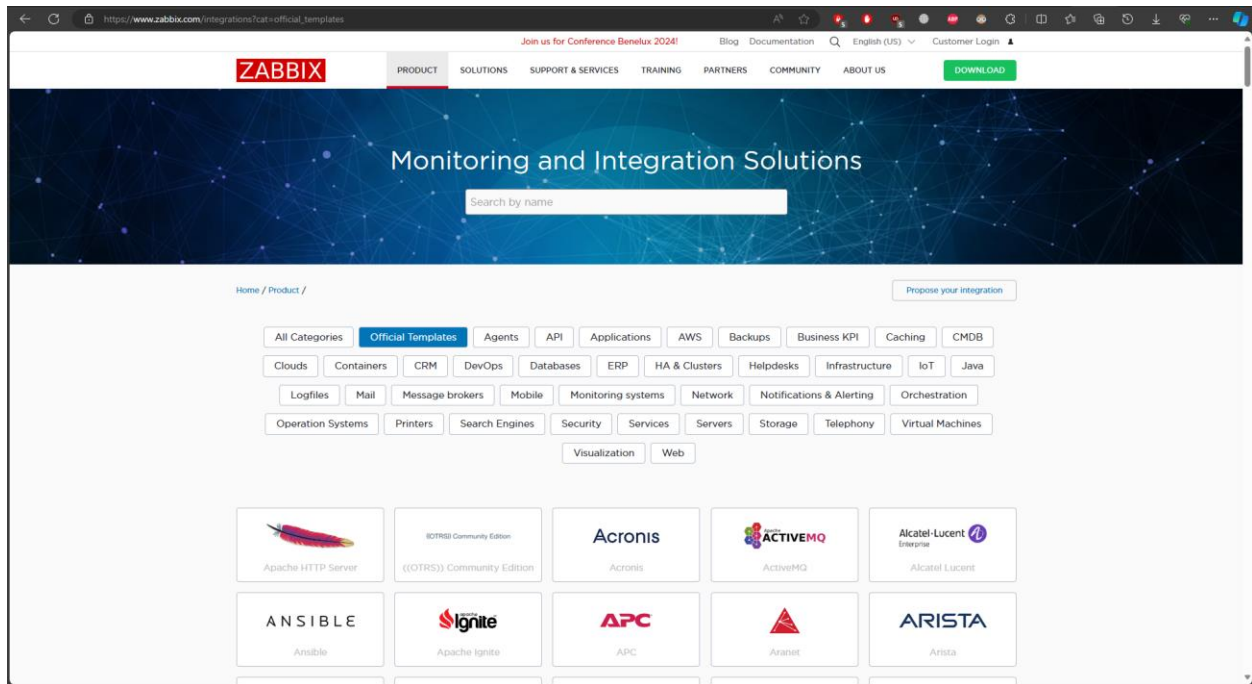 https://www.zabbix.com/integrations?cat=official_templates
Join us for Conference Benelux 2024! Blog Documentation English (US) Customer Login
ZABBIX PRODUCT SOLUTIONS SUPPORT & SERVICES TRAINING PARTNERS COMMUNITY ABOUT US DOWNLOAD
Monitoring and Integration Solutions
Search by name
Home / Product / Propose your integration
All Categories Official Templates Agents API Applications AWS Backups Business KPI Caching CMDB
Clouds Containers CRM DevOps Databases ERP HA & Clusters Helpdesks Infrastructure IoT Java
Logfiles Mail Message brokers Mobile Monitoring systems Network Notifications & Alerting Orchestration
Operation Systems Printers Search Engines Security Services Servers Storage Telephony Virtual Machines
Visualization Web
((OTRS)) Community Edition Acronis Apache ACTIVEMQ Alcatel·Lucent Enterprise
Apache HTTP Server ((OTRS)) Community Edition Acronis ActiveMQ Alcatel Lucent
ANSIBLE apache Ignite APC ARISTA
Ansible Apache Ignite APC Aranet Arista